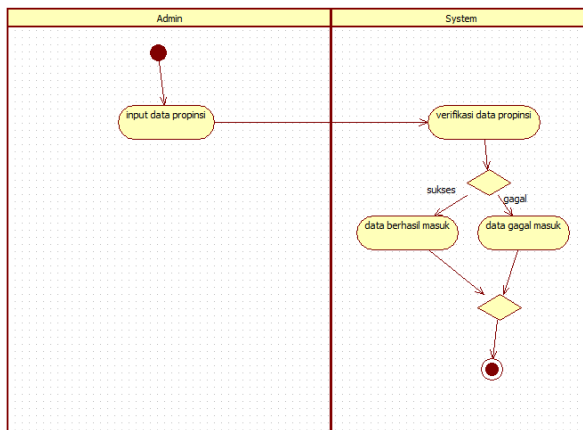 Admin
System
input data propinsi
verifikasi data propinsi
sukses
gagal
data berhasil masuk
data gagal masuk